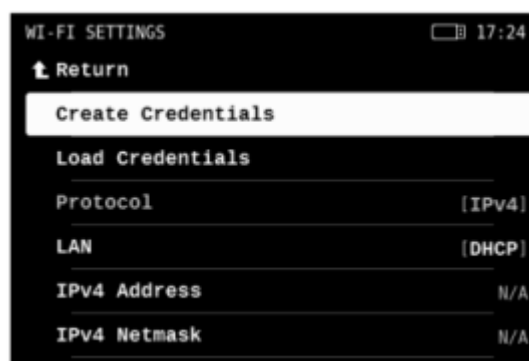 WI-FI SETTINGS 17:24
Return
Create Credentials
Load Credentials
Protocol [IPv4]
LAN [DHCP]
IPv4 Address N/A
IPv4 Netmask N/A